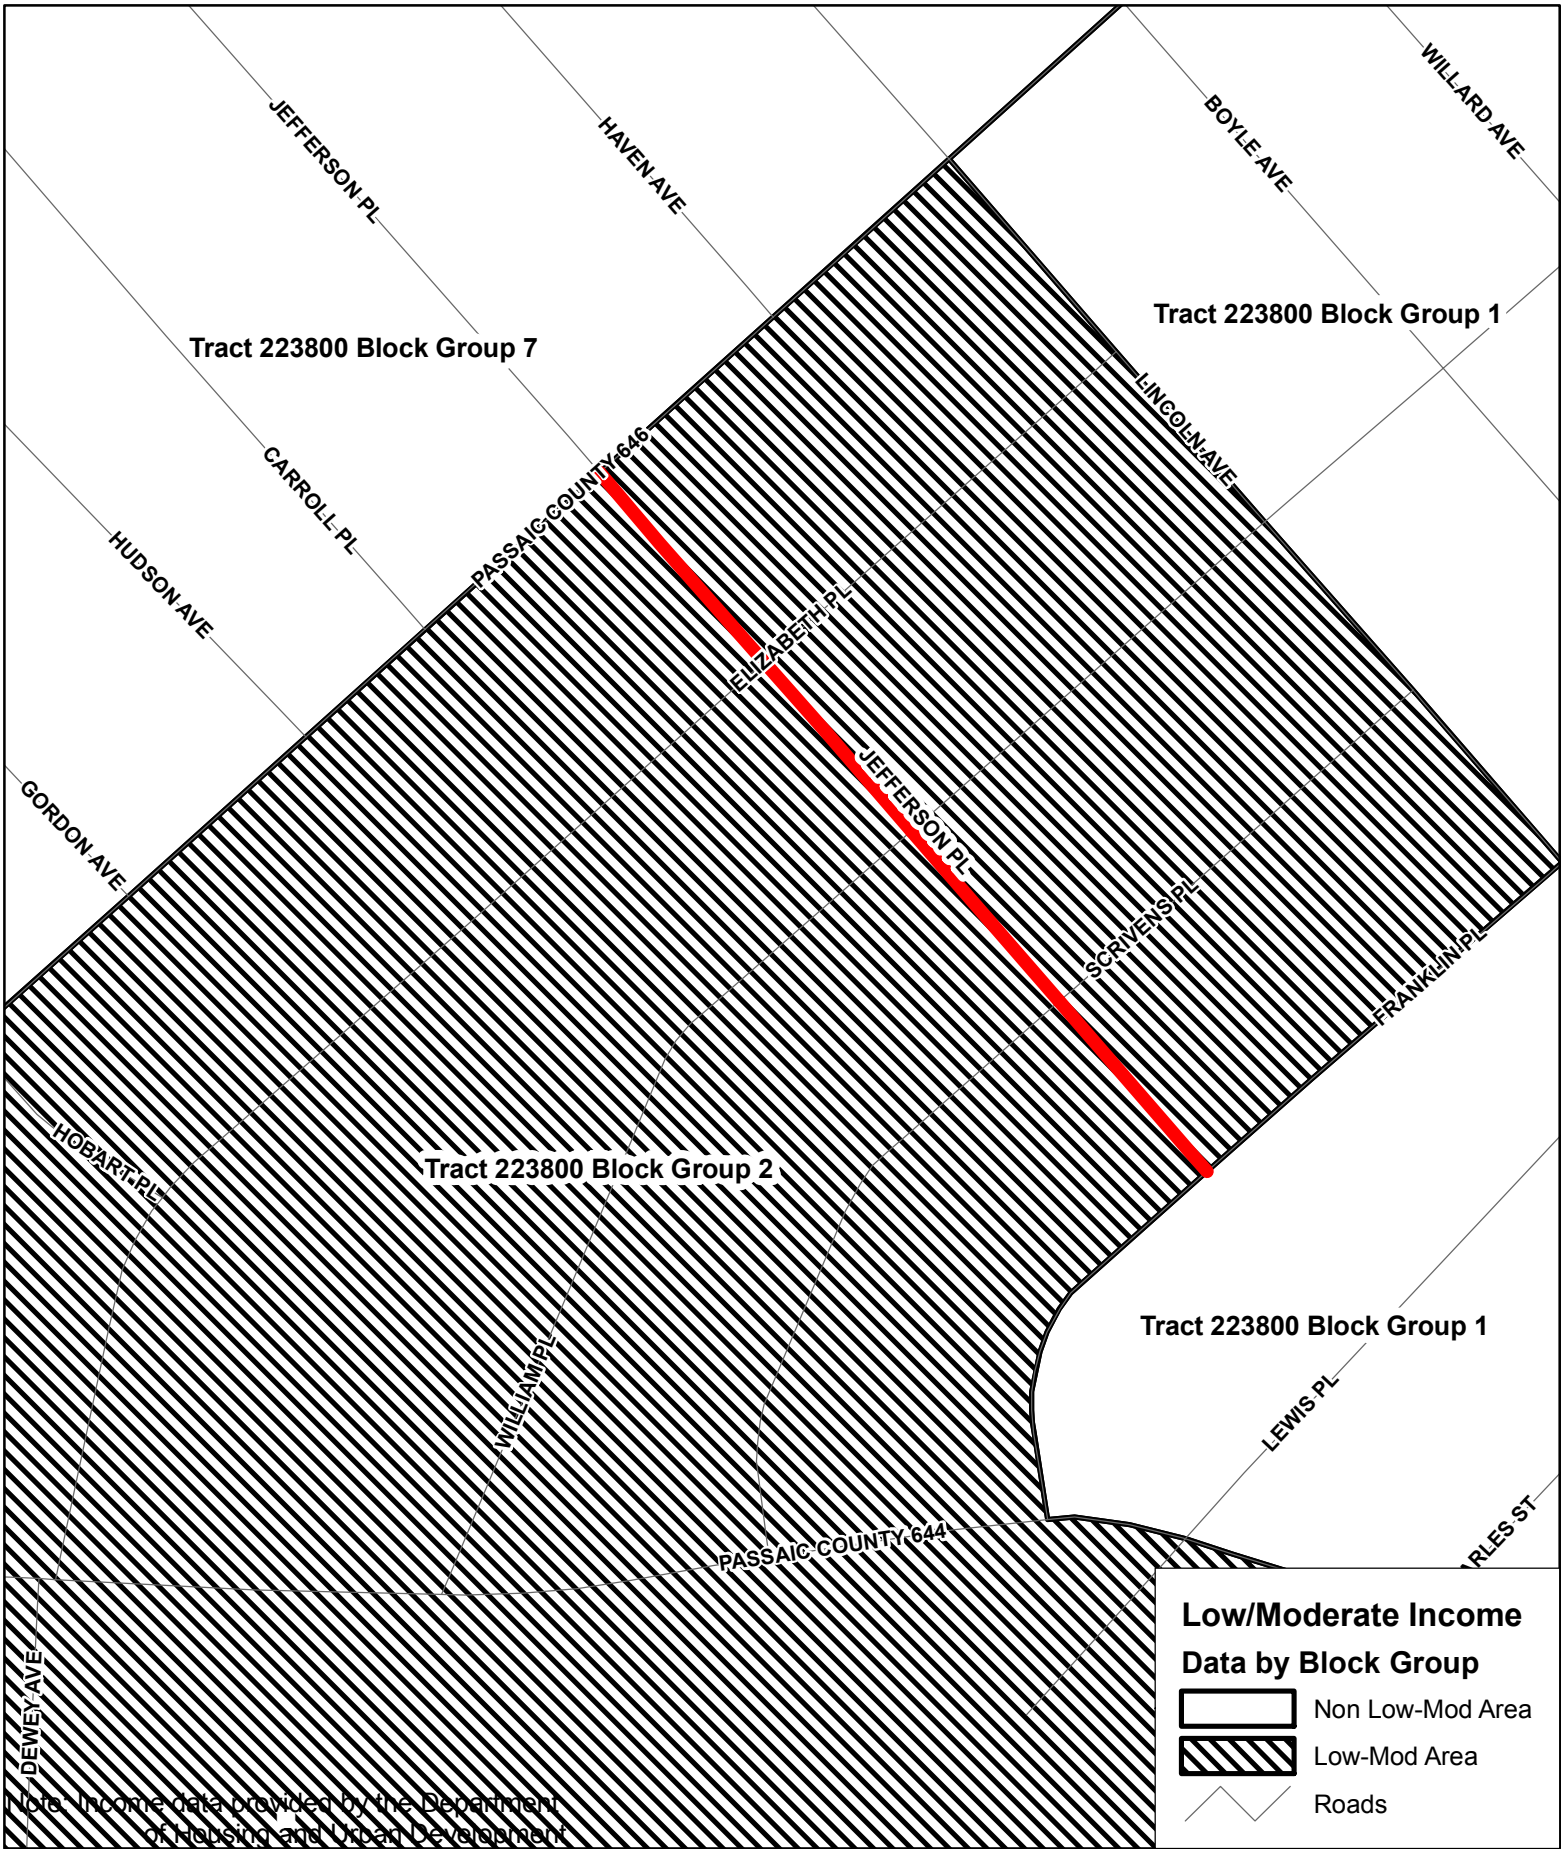 WILLARD AVE
BOYLE AVE
JEFFERSON PL
HAVEN AVE
Tract 223800 Block Group 1
Tract 223800 Block Group 7
LINCOLN AVE
PASSAIC COUNTY 646
CARROLL PL
HUDSON AVE
ELIZABETH PL
JEFFERSON PL
GORDON AVE
SCRIVENS PL
FRANKLIN PL
HOBART PL
Tract 223800 Block Group 2
Tract 223800 Block Group 1
WILLIAM PL
LEWIS PL
ARLES ST
PASSAIC COUNTY 644
DEWEY AVE
Low/Moderate Income
Data by Block Group
Non Low-Mod Area
Low-Mod Area
Roads
Note: Income data provided by the Department
of Housing and Urban Development